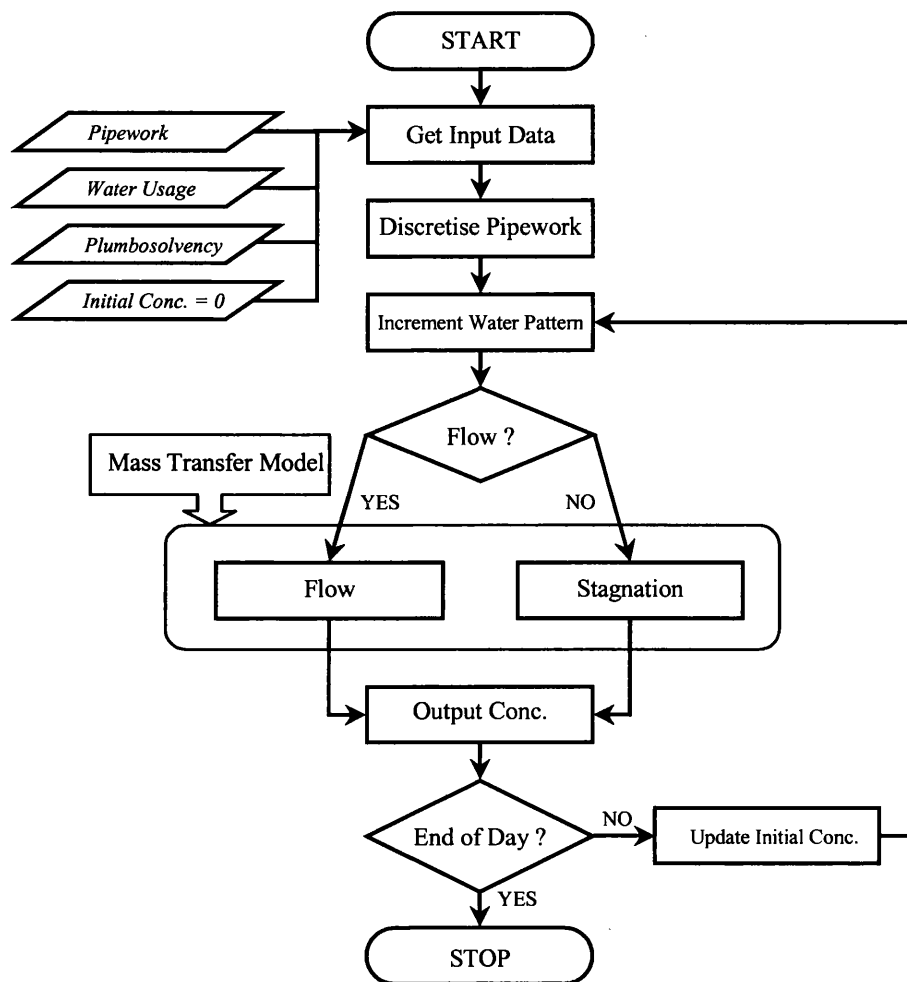 START
Get Input Data
Pipework
Water Usage
Plumbosolvency
Initial Conc. = 0
Discretise Pipework
Increment Water Pattern
Flow ?
Mass Transfer Model
YES
NO
Flow
Stagnation
Output Conc.
End of Day ?
NO
Update Initial Conc.
YES
STOP